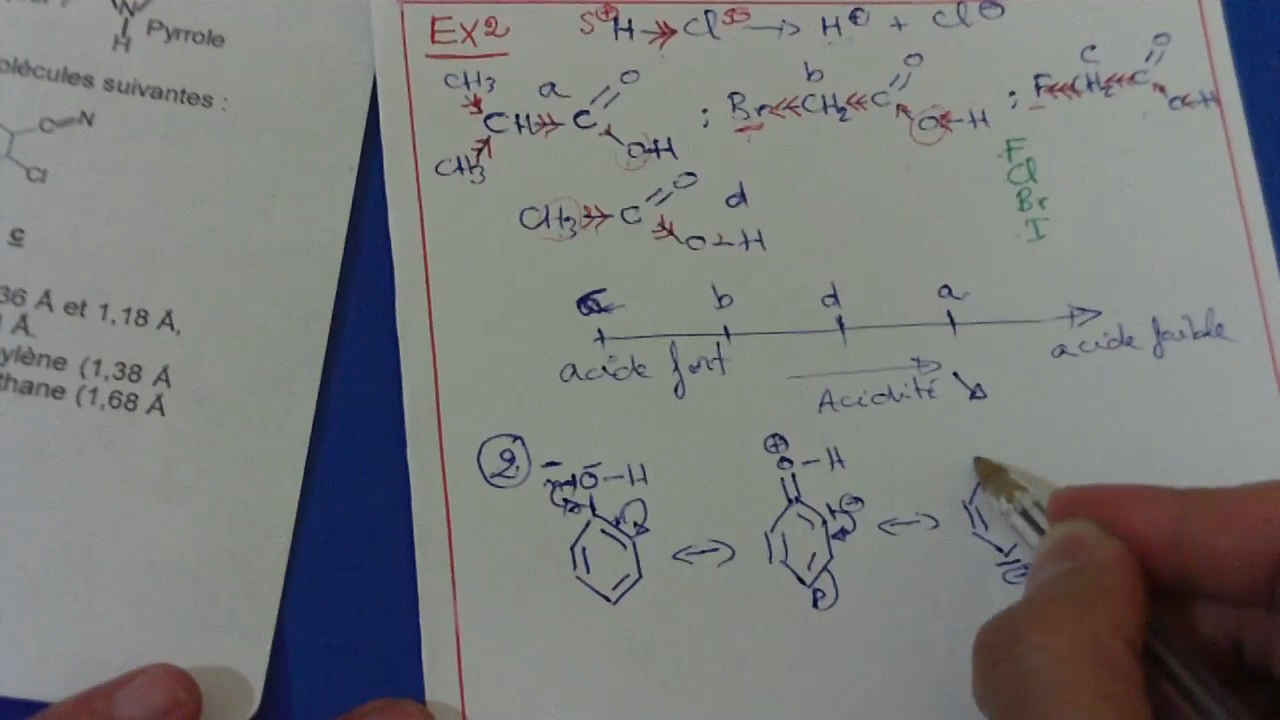 N
H
Pyrrole
olécules suivantes :
C=N
Cl
c
36 Å et 1,18 Å,
Å.
ylène (1,38 Å
thane (1,68 Å
EX2
δ⊕H → Cl δ⊖ → H⊕ + Cl⊖
CH3
CH3
CH
C
O
OH
a
; Br CH2 C
O
O-H
b
; F CH2 C
O
O-H
c
CH3 C
O
O-H
d
F
Cl
Br
I
c b d a
acide fort
acide faible
Acidité ↘
2
O-H
⊕
O-H
⊖
⊖